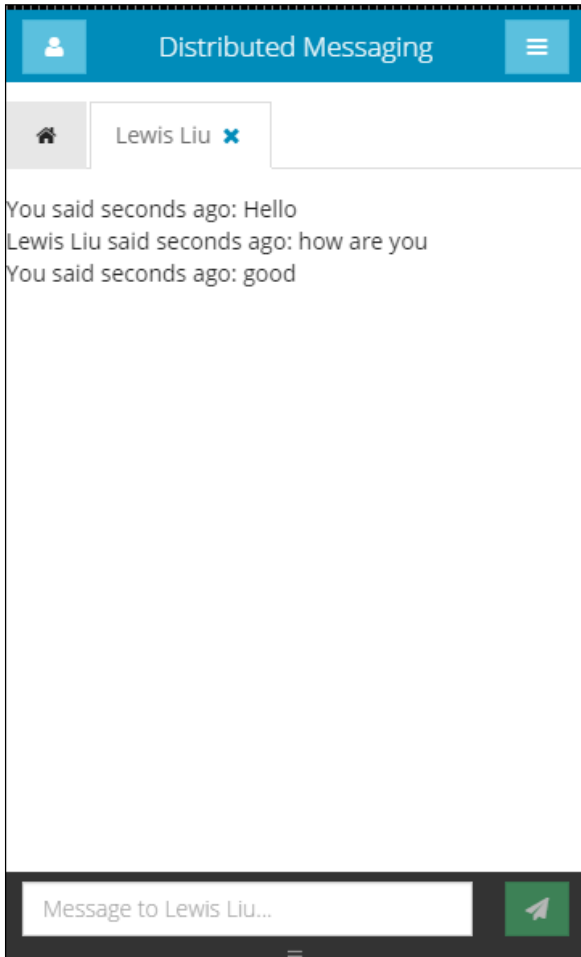 Distributed Messaging
Lewis Liu
You said seconds ago: Hello
Lewis Liu said seconds ago: how are you
You said seconds ago: good
Message to Lewis Liu...